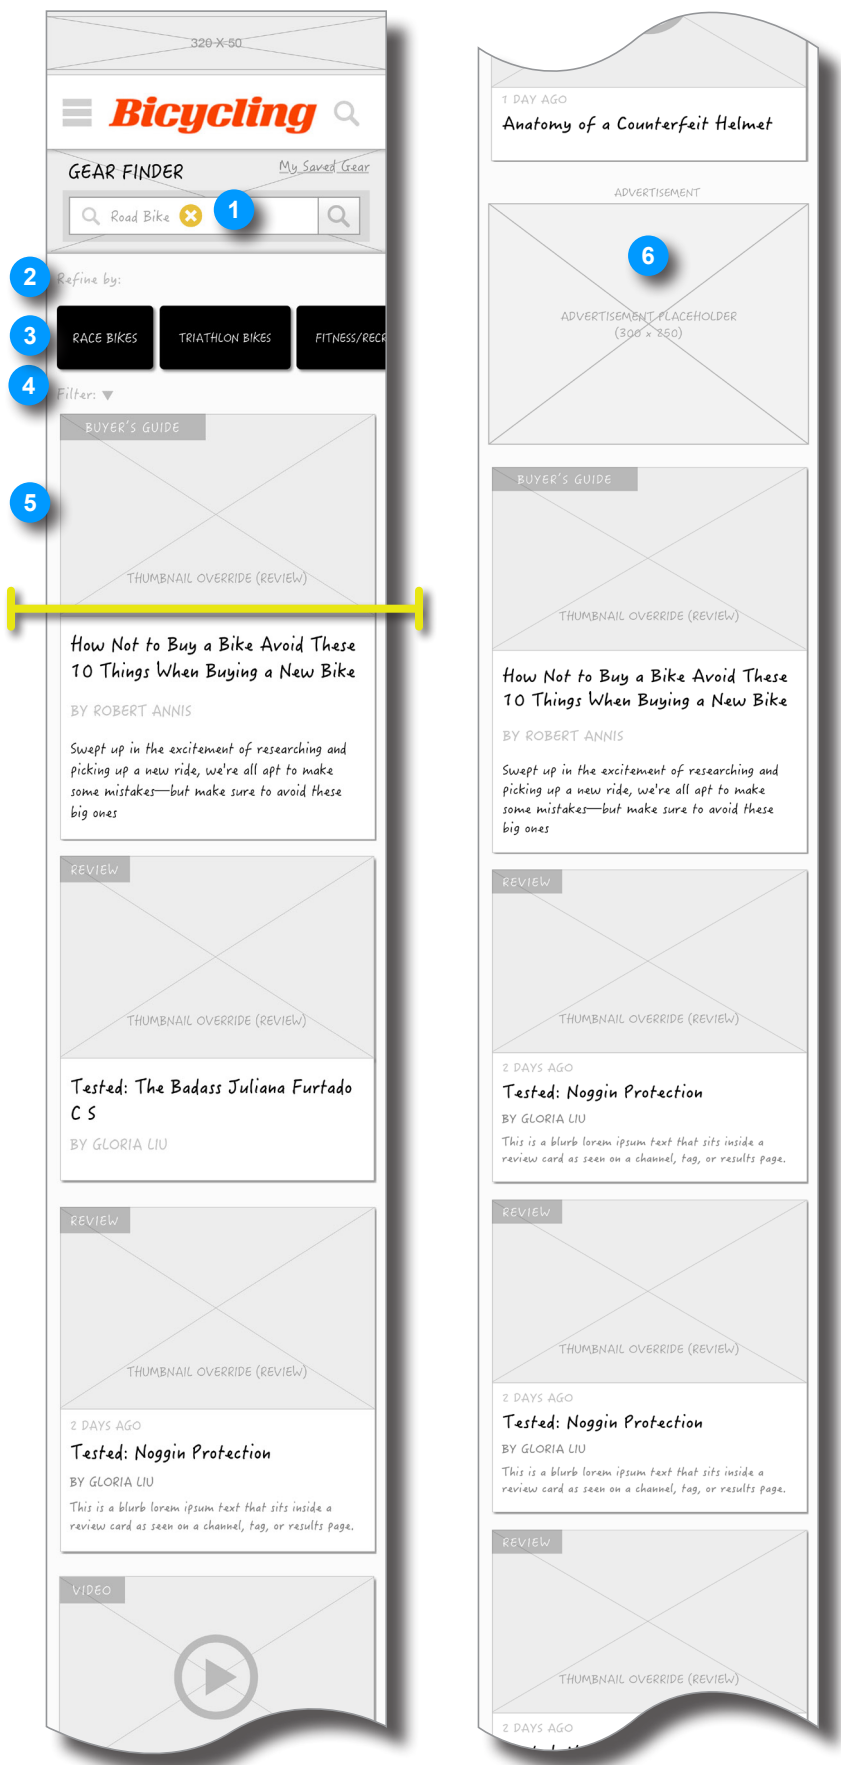 320 X 50
Bicycling
GEAR FINDER
My Saved Gear
Road Bike
1
2
Refine by:
3
RACE BIKES
TRIATHLON BIKES
FITNESS/RECR
4
Filter:
BUYER'S GUIDE
5
THUMBNAIL OVERRIDE (REVIEW)
How Not to Buy a Bike Avoid These
10 Things When Buying a New Bike
BY ROBERT ANNIS
Swept up in the excitement of researching and
picking up a new ride, we're all apt to make
some mistakes—but make sure to avoid these
big ones
REVIEW
THUMBNAIL OVERRIDE (REVIEW)
Tested: The Badass Juliana Furtado
C S
BY GLORIA LIU
REVIEW
THUMBNAIL OVERRIDE (REVIEW)
2 DAYS AGO
Tested: Noggin Protection
BY GLORIA LIU
This is a blurb lorem ipsum text that sits inside a
review card as seen on a channel, tag, or results page.
VIDEO
1 DAY AGO
Anatomy of a Counterfeit Helmet
ADVERTISEMENT
6
ADVERTISEMENT PLACEHOLDER
(300 x 250)
BUYER'S GUIDE
THUMBNAIL OVERRIDE (REVIEW)
How Not to Buy a Bike Avoid These
10 Things When Buying a New Bike
BY ROBERT ANNIS
Swept up in the excitement of researching and
picking up a new ride, we're all apt to make
some mistakes—but make sure to avoid these
big ones
REVIEW
THUMBNAIL OVERRIDE (REVIEW)
2 DAYS AGO
Tested: Noggin Protection
BY GLORIA LIU
This is a blurb lorem ipsum text that sits inside a
review card as seen on a channel, tag, or results page.
REVIEW
THUMBNAIL OVERRIDE (REVIEW)
2 DAYS AGO
Tested: Noggin Protection
BY GLORIA LIU
This is a blurb lorem ipsum text that sits inside a
review card as seen on a channel, tag, or results page.
REVIEW
THUMBNAIL OVERRIDE (REVIEW)
2 DAYS AGO